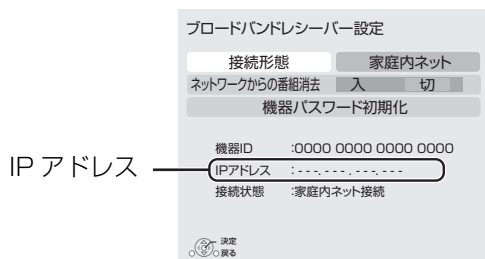 ブロードバンドレシーバー設定
接続形態 家庭内ネット
ネットワークからの番組消去 入 切
機器パスワード初期化
機器ID :0000 0000 0000 0000
IPアドレス IPアドレス :---.---.---.---
接続状態 :家庭内ネット接続
決定
戻る